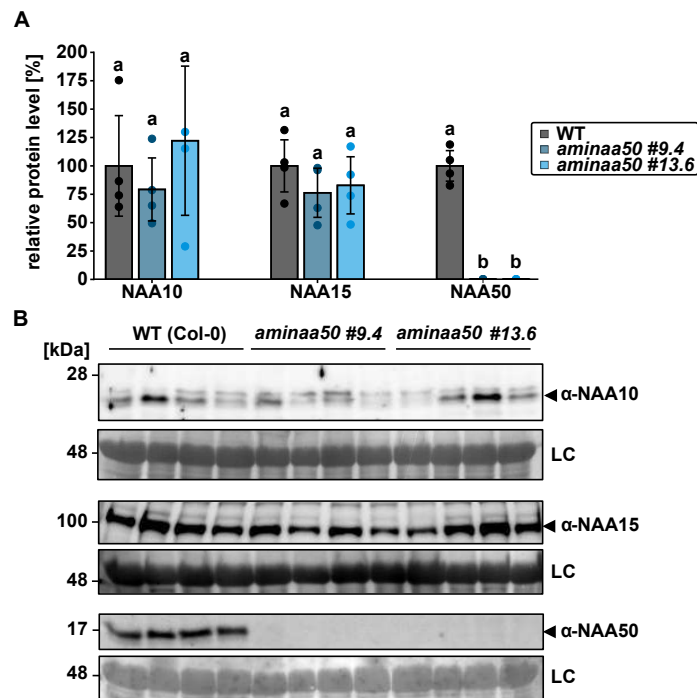 A
relative protein level [%]
200
175
150
125
100
75
50
25
0
a
a
a
a
a
a
a
b
b
NAA10
NAA15
NAA50
WT
aminaa50 #9.4
aminaa50 #13.6
B
WT (Col-0)
aminaa50 #9.4
aminaa50 #13.6
[kDa]
28
α-NAA10
48
LC
100
α-NAA15
48
LC
17
α-NAA50
48
LC